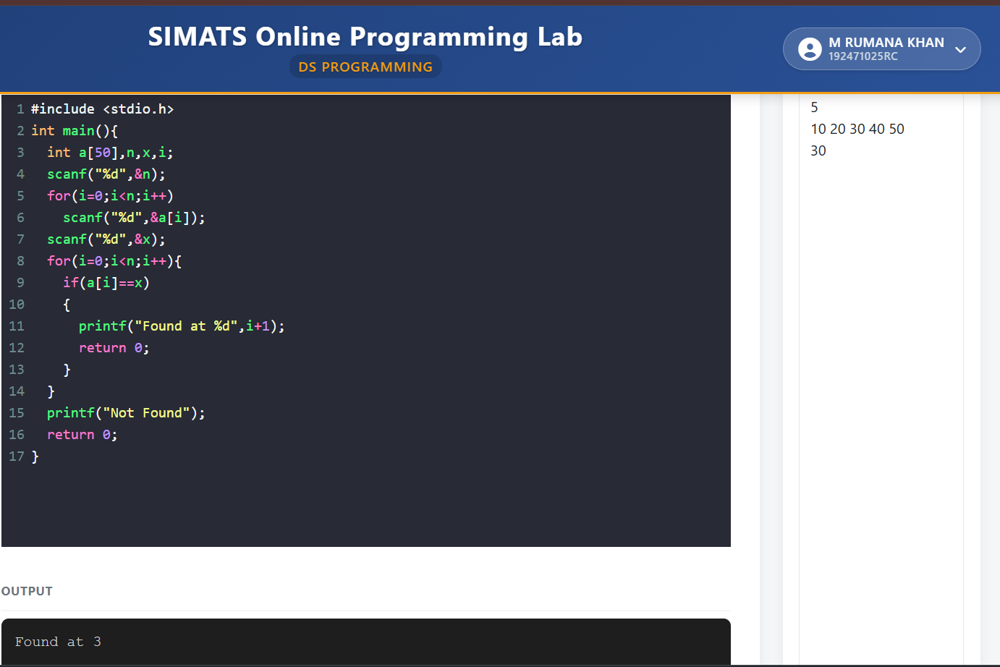 SIMATS Online Programming Lab
DS PROGRAMMING
M RUMANA KHAN
192471025RC
1 #include <stdio.h>
2 int main(){
3   int a[50],n,x,i;
4   scanf("%d",&n);
5   for(i=0;i<n;i++)
6     scanf("%d",&a[i]);
7   scanf("%d",&x);
8   for(i=0;i<n;i++){
9     if(a[i]==x)
10     {
11       printf("Found at %d",i+1);
12       return 0;
13     }
14   }
15   printf("Not Found");
16   return 0;
17 }
5
10 20 30 40 50
30
OUTPUT
Found at 3